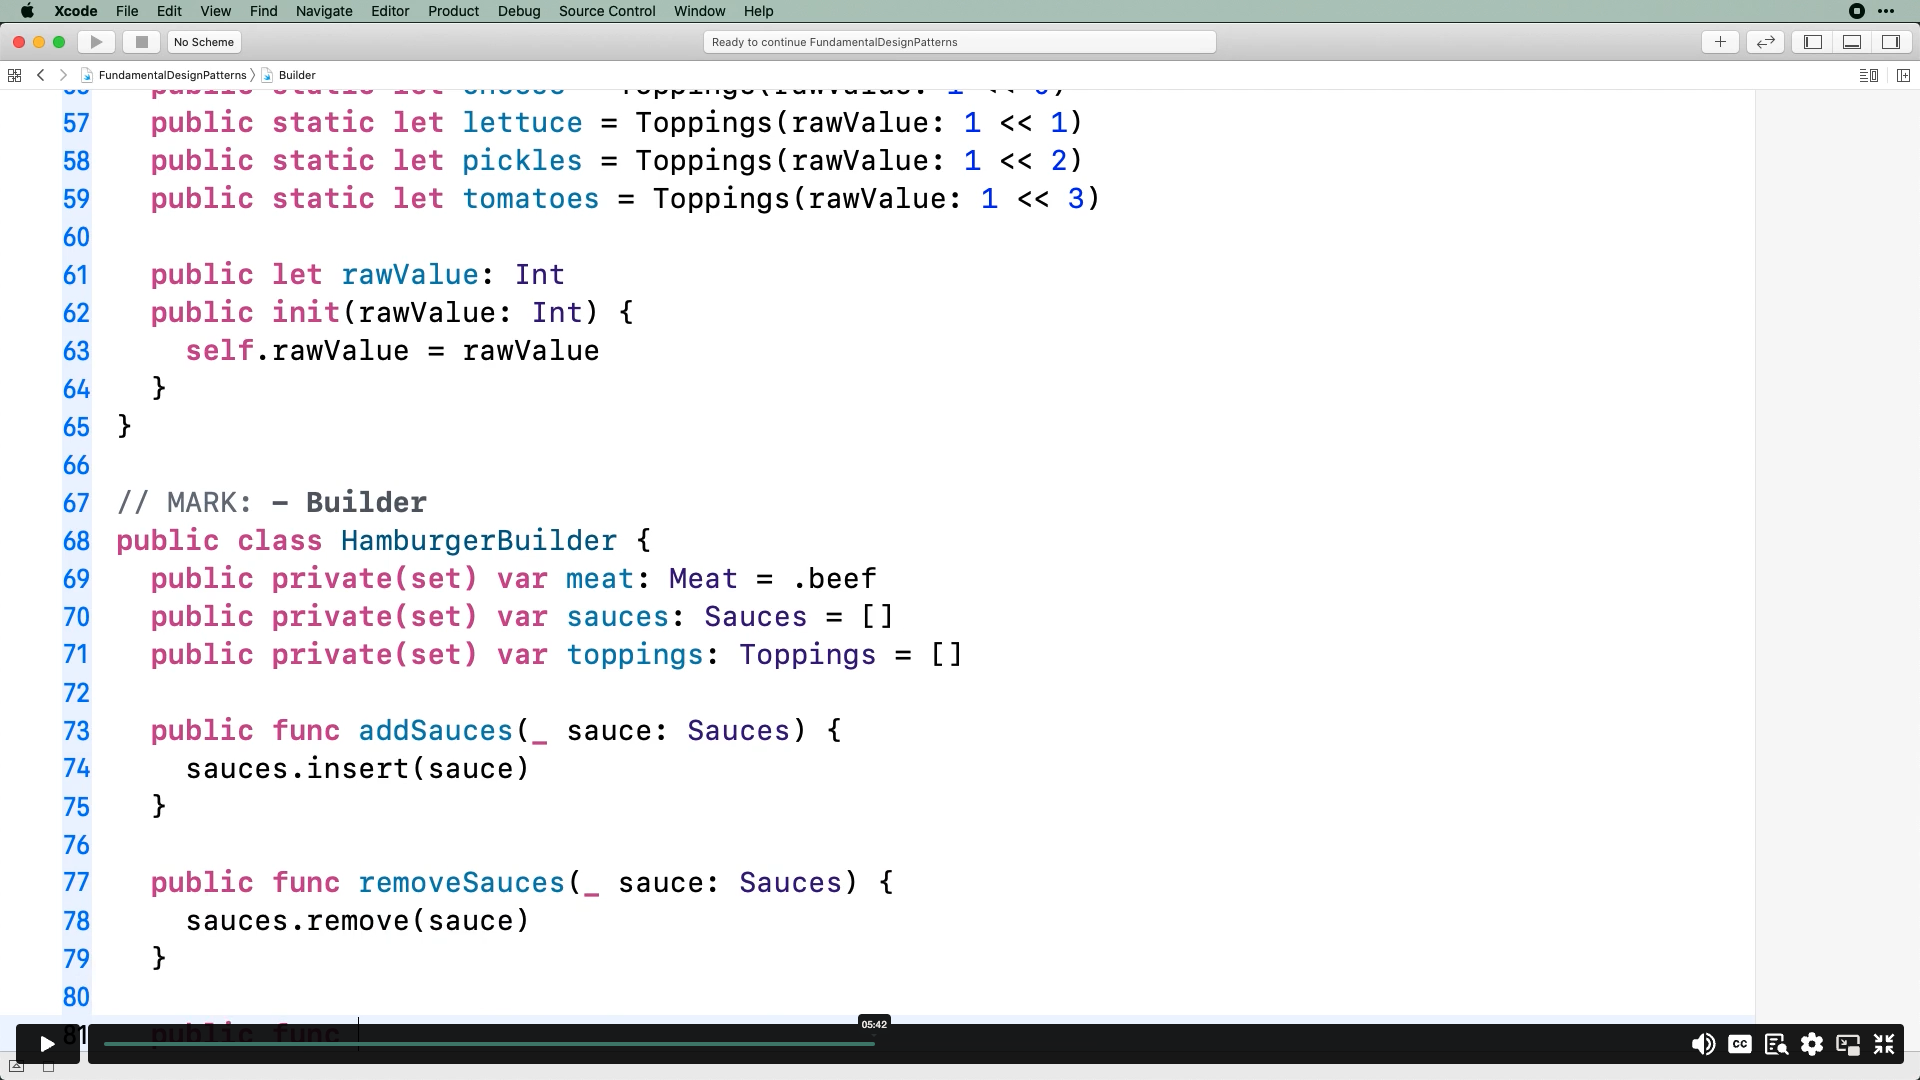 Xcode File Edit View Find Navigate Editor Product Debug Source Control Window Help
No Scheme
Ready to continue FundamentalDesignPatterns
FundamentalDesignPatterns Builder
57 public static let lettuce = Toppings(rawValue: 1 << 1)
58 public static let pickles = Toppings(rawValue: 1 << 2)
59 public static let tomatoes = Toppings(rawValue: 1 << 3)
60
61 public let rawValue: Int
62 public init(rawValue: Int) {
63 self.rawValue = rawValue
64 }
65 }
66
67 // MARK: - Builder
68 public class HamburgerBuilder {
69 public private(set) var meat: Meat = .beef
70 public private(set) var sauces: Sauces = []
71 public private(set) var toppings: Toppings = []
72
73 public func addSauces(_ sauce: Sauces) {
74 sauces.insert(sauce)
75 }
76
77 public func removeSauces(_ sauce: Sauces) {
78 sauces.remove(sauce)
79 }
80
81 public func
05:42
CC